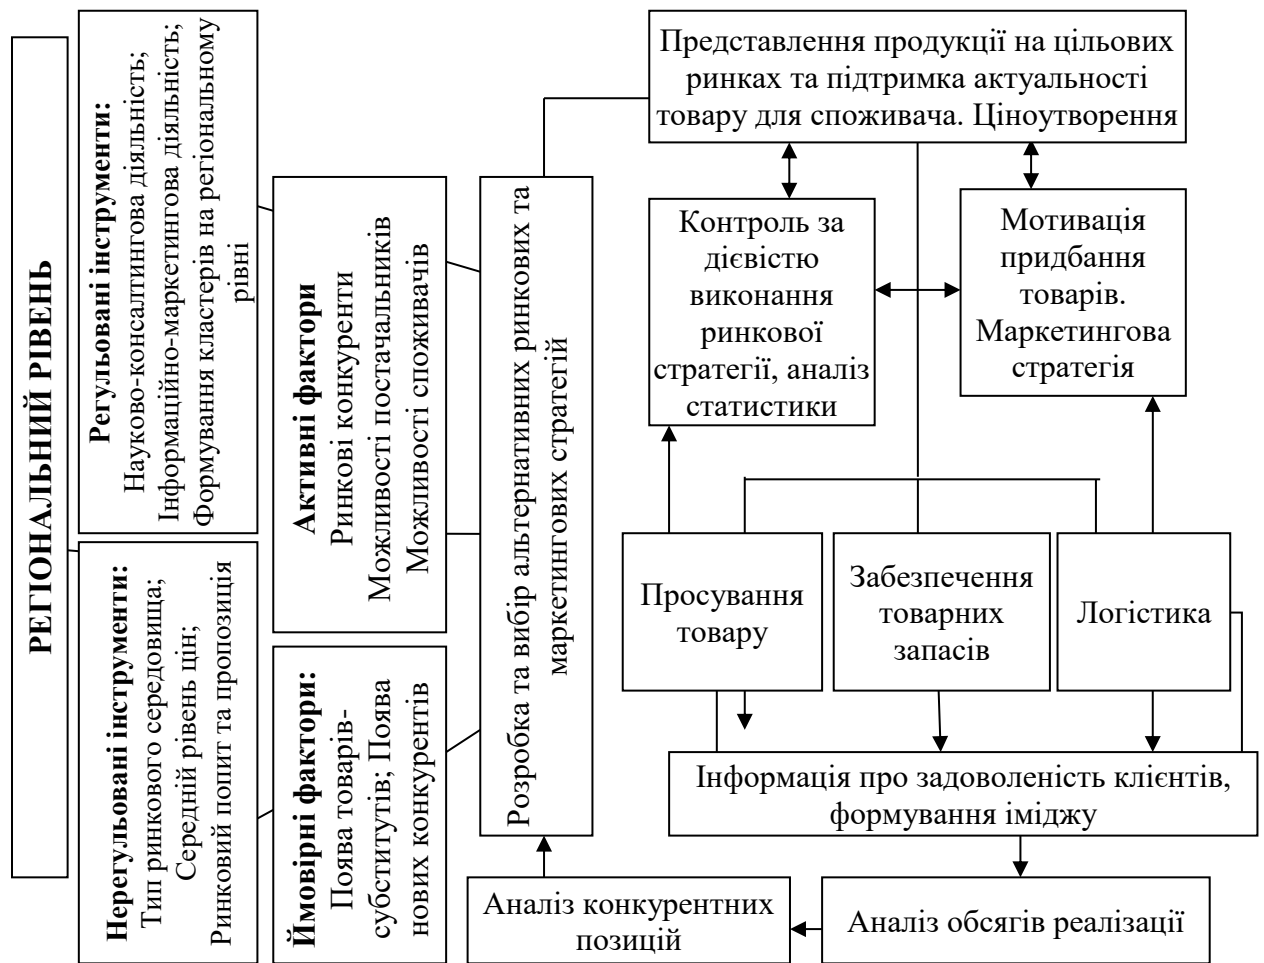 РЕГІОНАЛЬНИЙ РІВЕНЬ
Регульовані інструменти:
Науково-консалтингова діяльність;
Інформаційно-маркетингова діяльність;
Формування кластерів на регіональному
рівні
Нерегульовані інструменти:
Тип ринкового середовища;
Середній рівень цін;
Ринковий попит та пропозиція
Активні фактори
Ринкові конкуренти
Можливості постачальників
Можливості споживачів
Ймовірні фактори:
Поява товарів-
субститутів; Поява
нових конкурентів
Розробка та вибір альтернативних ринкових та
маркетингових стратегій
Представлення продукції на цільових
ринках та підтримка актуальності
товару для споживача. Ціноутворення
Контроль за
дієвістю
виконання
ринкової
стратегії, аналіз
статистики
Мотивація
придбання
товарів.
Маркетингова
стратегія
Просування
товару
Забезпечення
товарних
запасів
Логістика
Інформація про задоволеність клієнтів,
формування іміджу
Аналіз конкурентних
позицій
Аналіз обсягів реалізації